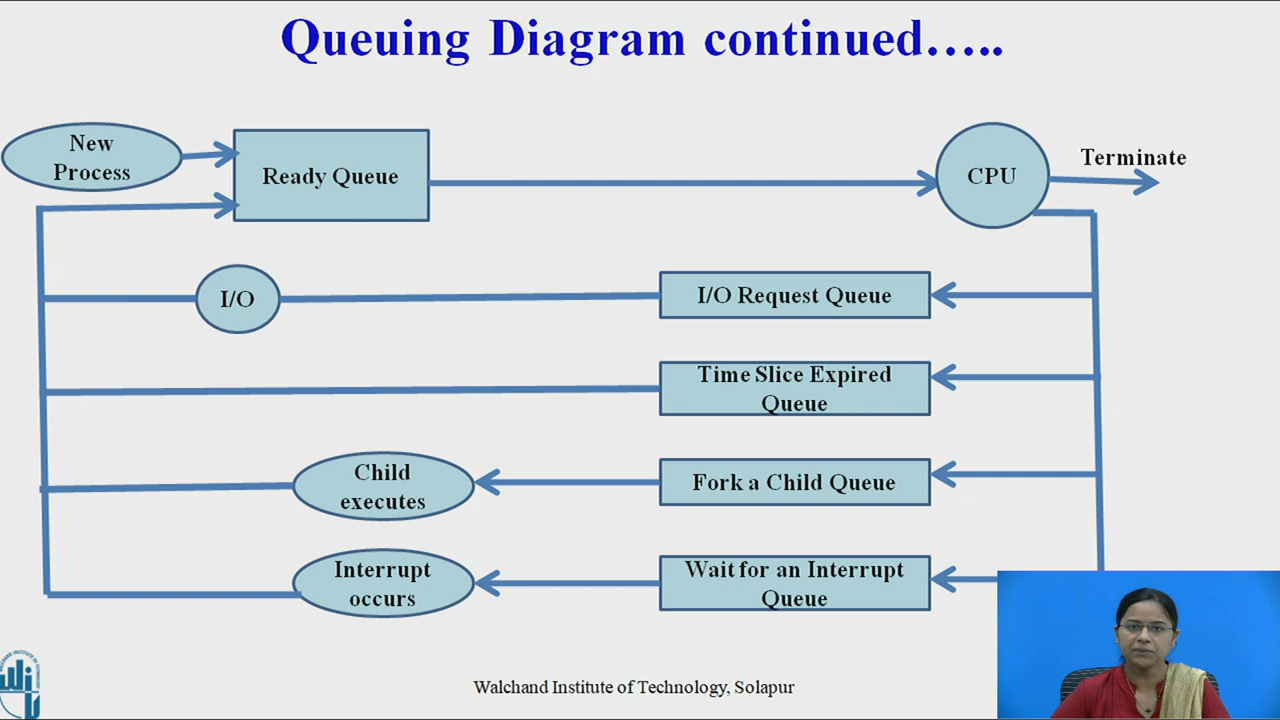 Queuing Diagram continued…..
New
Process
Ready Queue
CPU
Terminate
I/O
I/O Request Queue
Time Slice Expired
Queue
Child
executes
Fork a Child Queue
Interrupt
occurs
Wait for an Interrupt
Queue
Walchand Institute of Technology, Solapur